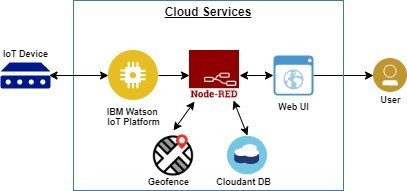 Cloud Services
IoT Device
IBM Watson
IoT Platform
Node-RED
Web UI
User
Geofence
Cloudant DB